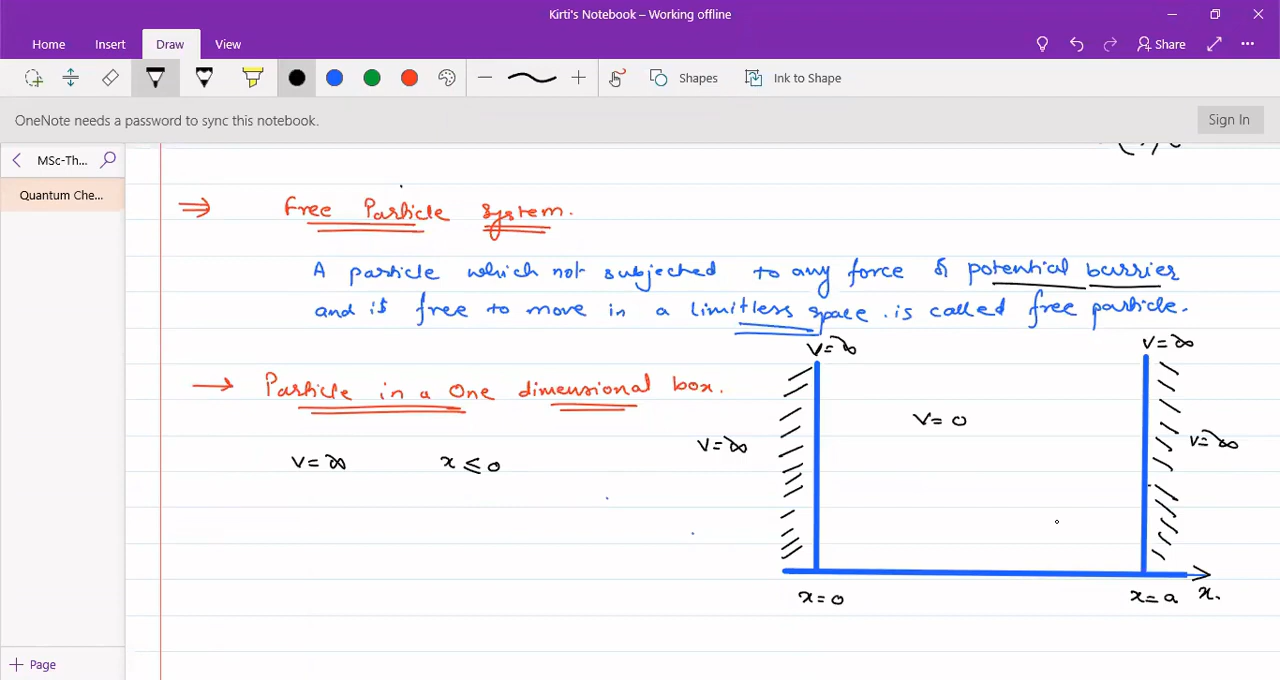 Kirti's Notebook – Working offline
Home Insert Draw View Share
Shapes Ink to Shape
OneNote needs a password to sync this notebook. Sign In
MSc-Th...
Quantum Che...
⇒ Free Particle System.
A particle which not subjected to any force & potential barrier
and is free to move in a limitless space . is called free particle.
V=∞ V=∞
→ Particle in a One dimensional box.
V=0
V=∞ V=∞
V=∞ x≤0
x=0 x=a x.
+ Page